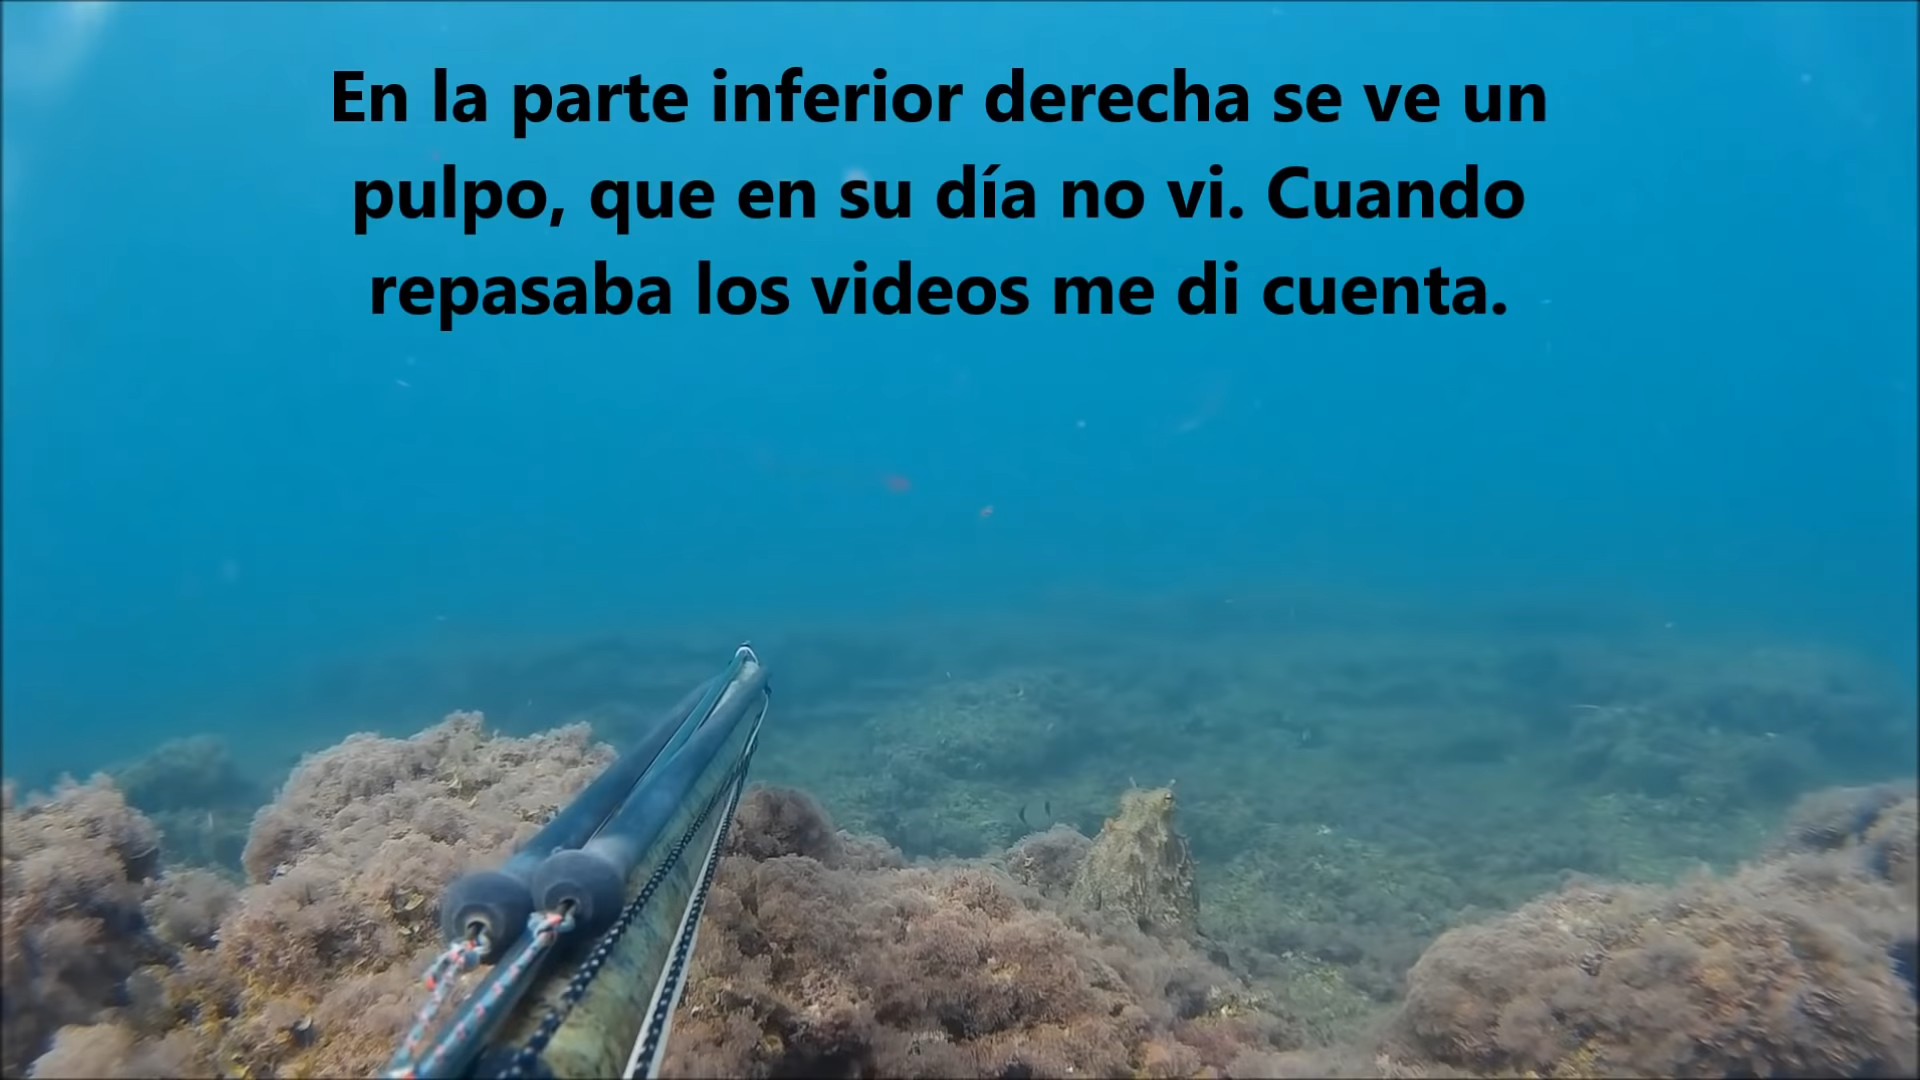 En la parte inferior derecha se ve un
pulpo, que en su día no vi. Cuando
repasaba los videos me di cuenta.